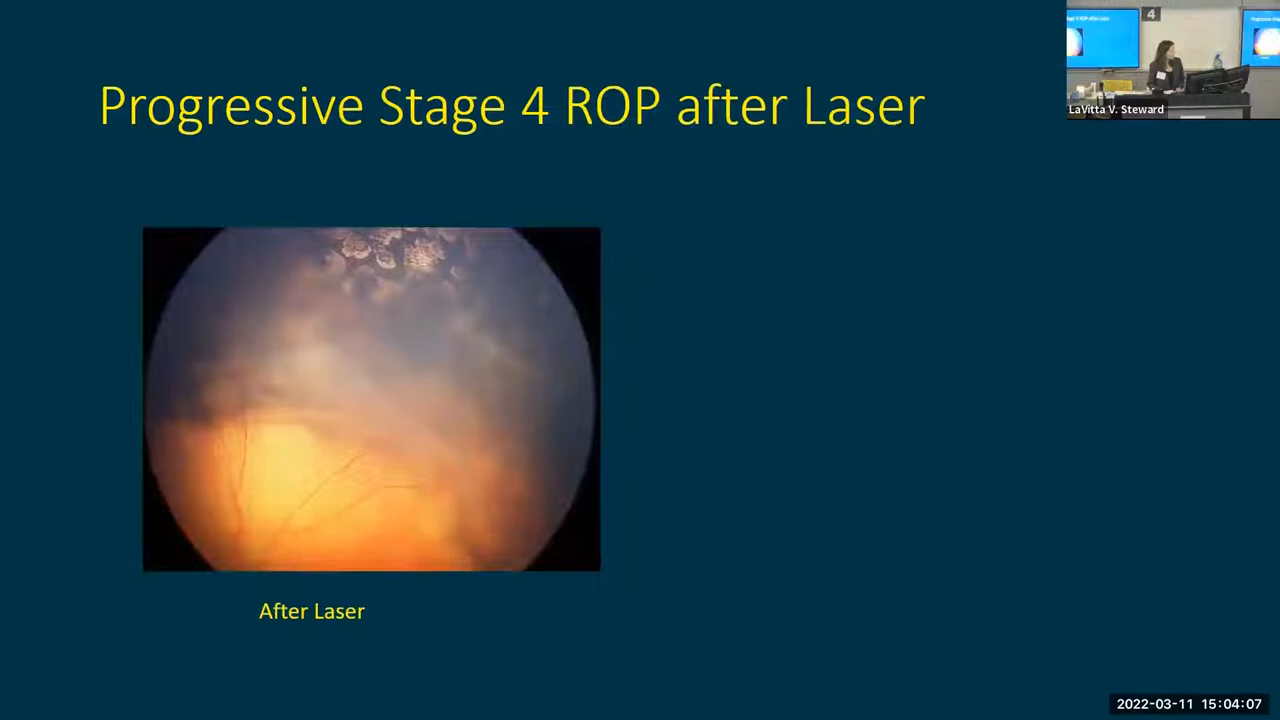 Progressive Stage 4 ROP after Laser
4
LaVitta V. Steward
After Laser
2022-03-11 15:04:07